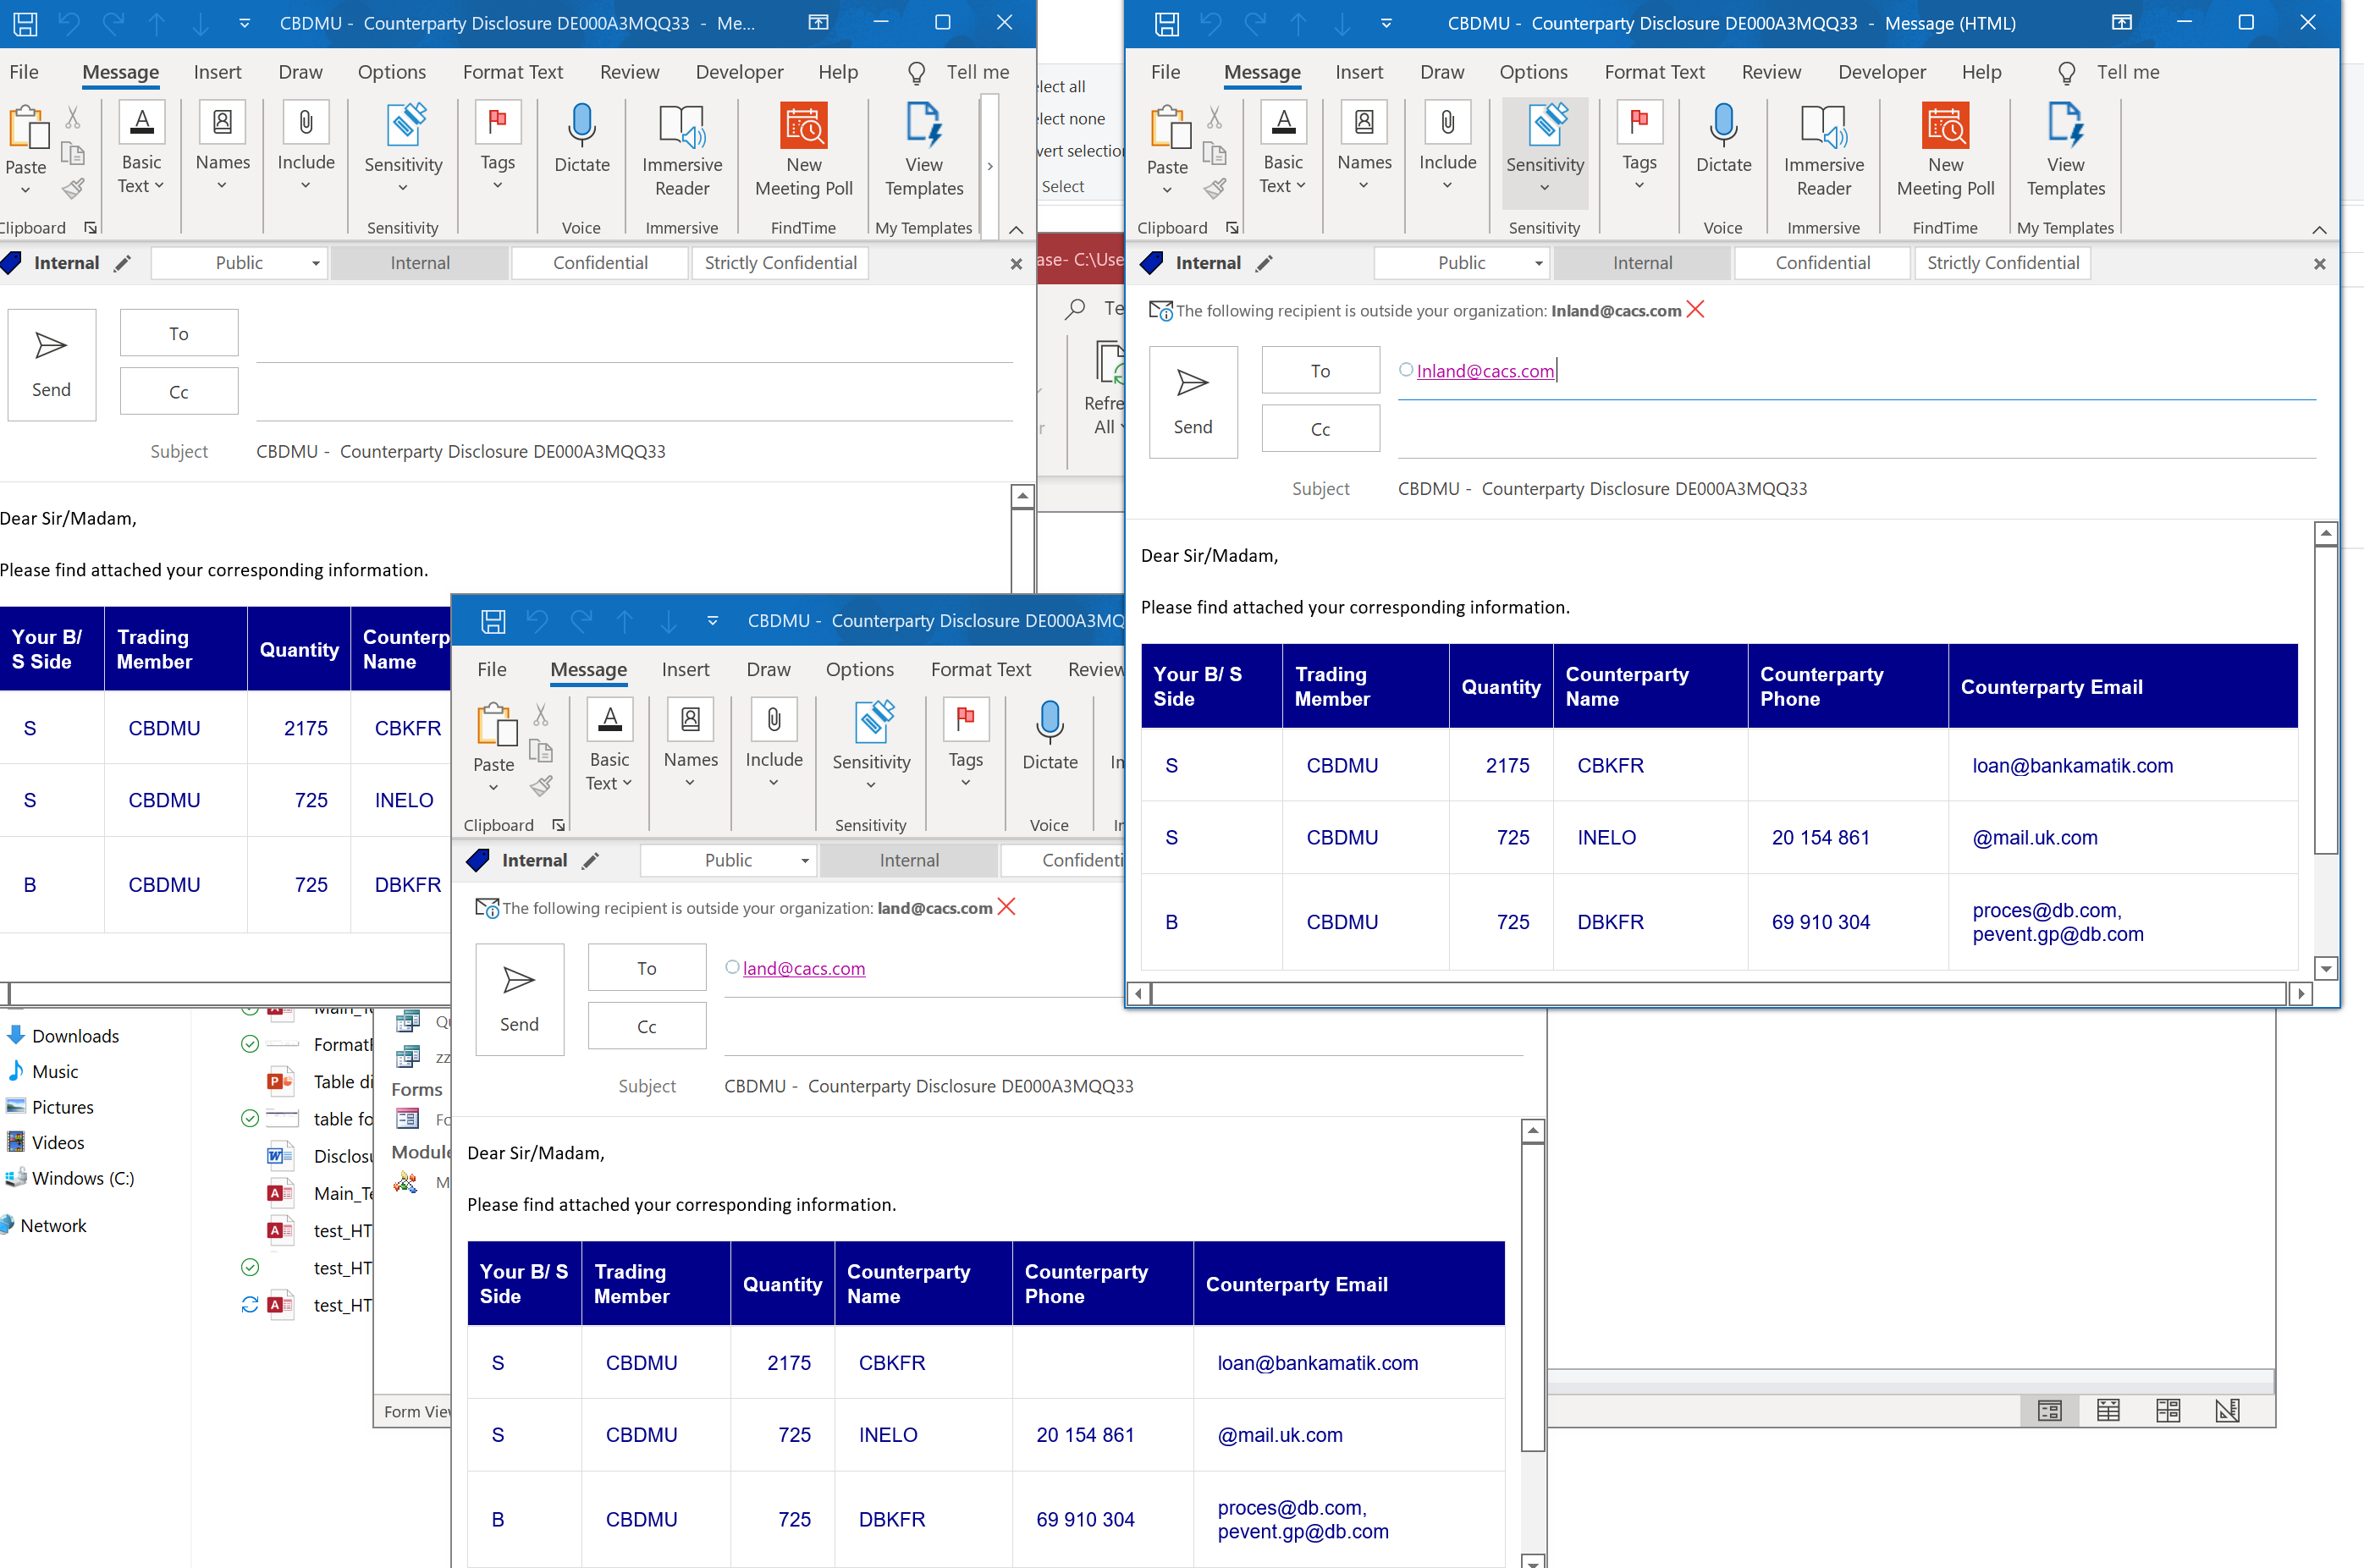 CBDMU - Counterparty Disclosure DE000A3MQQ33 - Me...
File Message Insert Draw Options Format Text Review Developer Help Tell me
Paste
Basic Text
Names
Include
Sensitivity
Tags
Dictate
Immersive Reader
New Meeting Poll
View Templates
Clipboard Sensitivity Voice Immersive FindTime My Templates
Internal Public Internal Confidential Strictly Confidential
To
Send
Cc
Subject CBDMU - Counterparty Disclosure DE000A3MQQ33
Dear Sir/Madam,
Please find attached your corresponding information.
Your B/ S Side Trading Member Quantity Counterp Name
S CBDMU 2175 CBKFR
S CBDMU 725 INELO
B CBDMU 725 DBKFR
lect all
lect none
vert selection
Select
ase- C:\Use
Te
Refre
All
CBDMU - Counterparty Disclosure DE000A3MQQ33 - Message (HTML)
File Message Insert Draw Options Format Text Review Developer Help Tell me
Paste
Basic Text
Names
Include
Sensitivity
Tags
Dictate
Immersive Reader
New Meeting Poll
View Templates
Clipboard Sensitivity Voice Immersive FindTime My Templates
Internal Public Internal Confidential Strictly Confidential
The following recipient is outside your organization: Inland@cacs.com
To Inland@cacs.com
Send
Cc
Subject CBDMU - Counterparty Disclosure DE000A3MQQ33
Dear Sir/Madam,
Please find attached your corresponding information.
Your B/ S Side Trading Member Quantity Counterparty Name Counterparty Phone Counterparty Email
S CBDMU 2175 CBKFR loan@bankamatik.com
S CBDMU 725 INELO 20 154 861 @mail.uk.com
B CBDMU 725 DBKFR 69 910 304 proces@db.com,
pevent.gp@db.com
CBDMU - Counterparty Disclosure DE000A3MQ
File Message Insert Draw Options Format Text Review
Paste
Basic Text
Names
Include
Sensitivity
Tags
Dictate
Clipboard Sensitivity Voice
Internal Public Internal Confidenti
The following recipient is outside your organization: land@cacs.com
To land@cacs.com
Send
Cc
Subject CBDMU - Counterparty Disclosure DE000A3MQQ33
Dear Sir/Madam,
Please find attached your corresponding information.
Your B/ S Side Trading Member Quantity Counterparty Name Counterparty Phone Counterparty Email
S CBDMU 2175 CBKFR loan@bankamatik.com
S CBDMU 725 INELO 20 154 861 @mail.uk.com
B CBDMU 725 DBKFR 69 910 304 proces@db.com,
pevent.gp@db.com
Downloads
Music
Pictures
Videos
Windows (C:)
Network
Format
Table di
table fo
Disclosu
Main_Te
test_HT
test_HT
test_HT
zz
Forms
Fo
Module
M
Form View